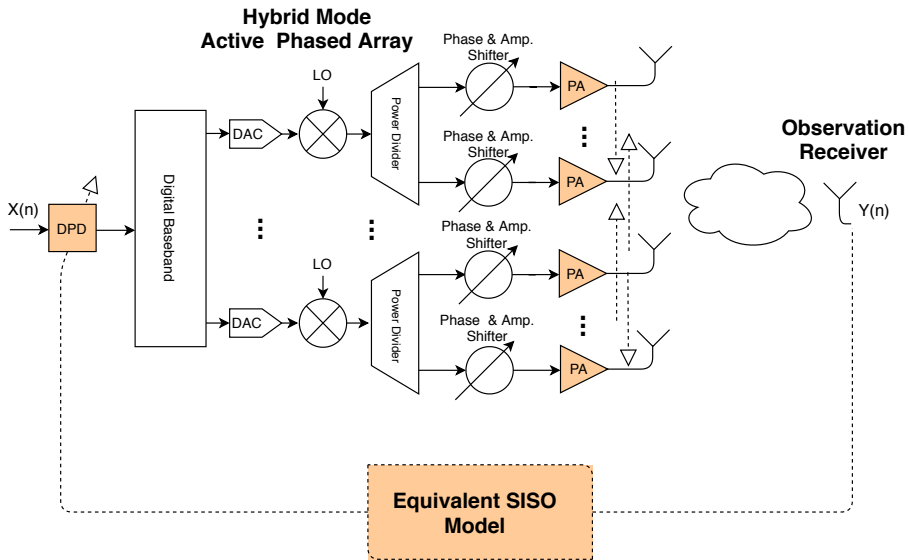 Hybrid Mode
Active Phased Array
Phase & Amp.
Shifter
LO
PA
DAC
Power Divider
Phase & Amp.
Shifter
PA
Observation
Receiver
X(n)
DPD
Digital Baseband
Y(n)
Phase & Amp.
Shifter
LO
PA
DAC
Power Divider
Phase & Amp.
Shifter
PA
Equivalent SISO
Model